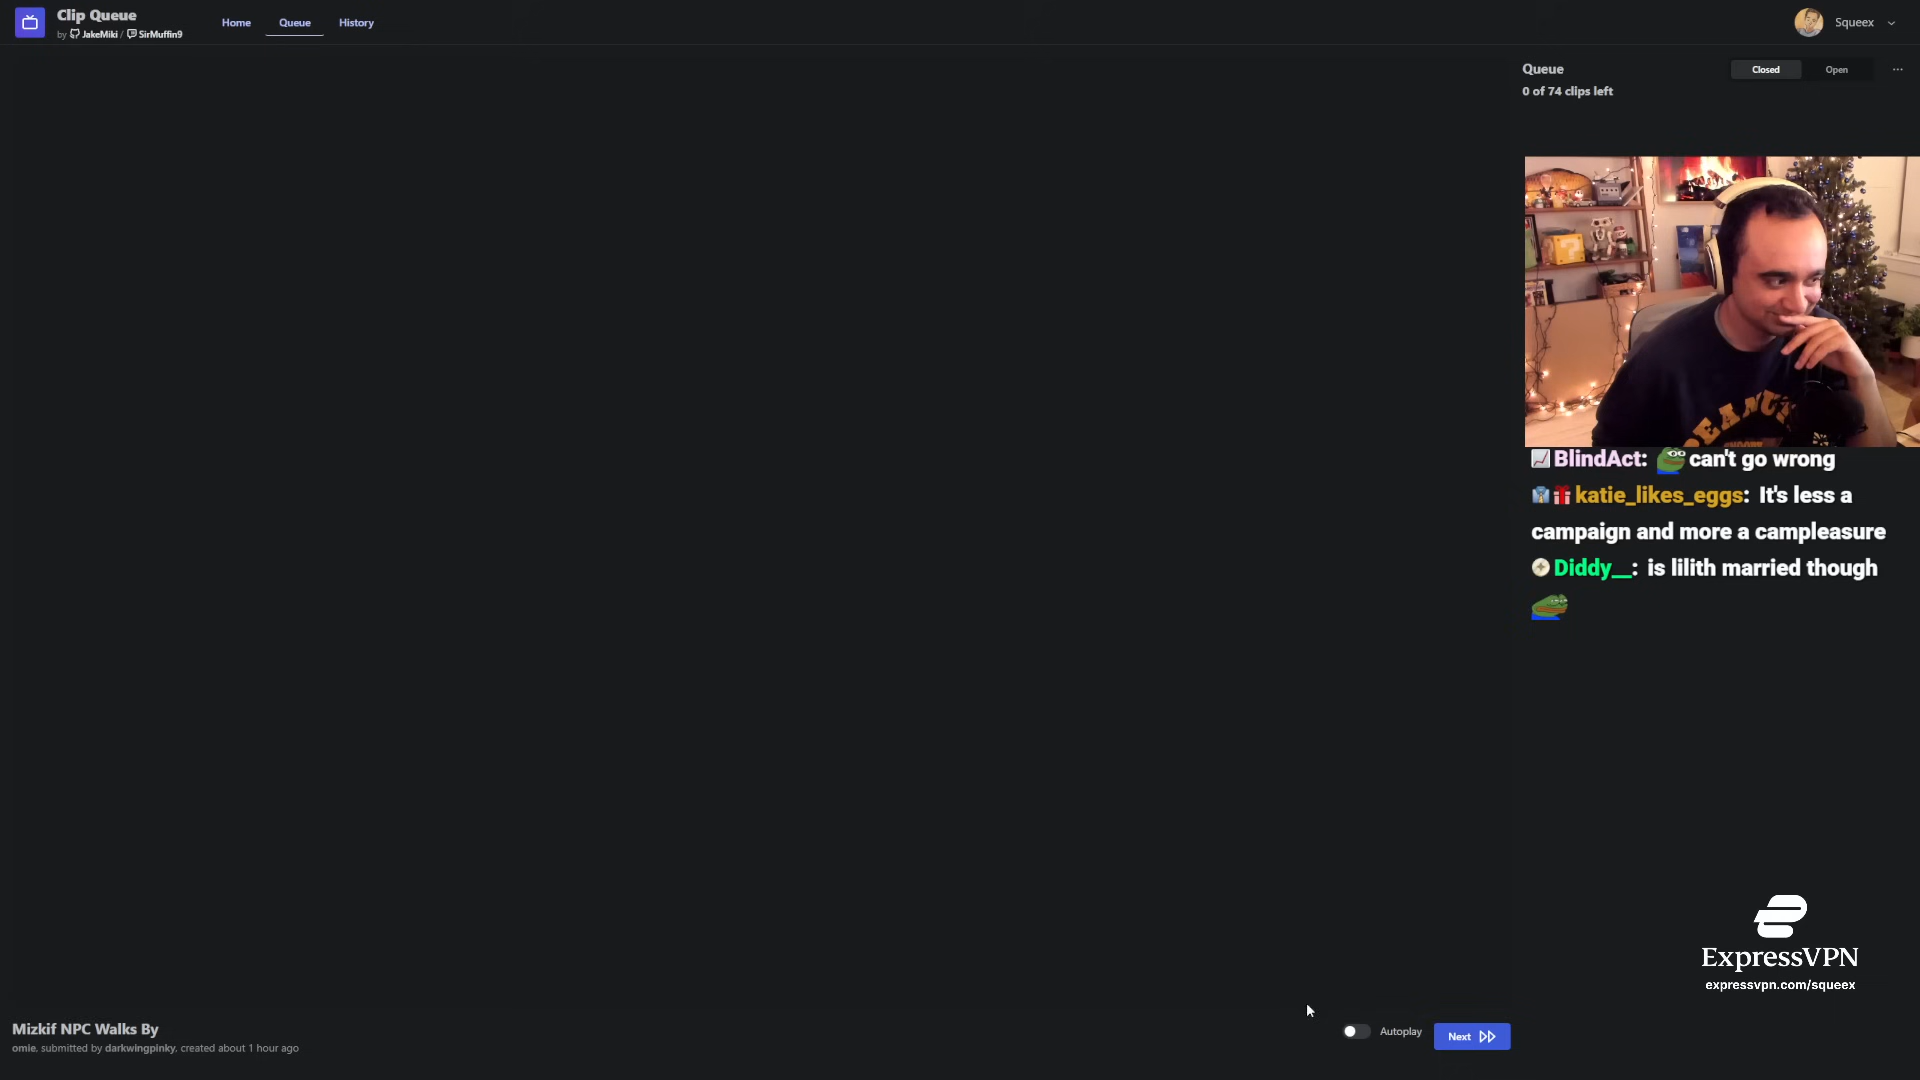 Clip Queue
by JakeMiki / SirMuffin9
Home
Queue
History
Squeex
Queue
Closed
Open
0 of 74 clips left
PEANUTS
BlindAct: can't go wrong
katie_likes_eggs: It's less a
campaign and more a campleasure
Diddy__: is lilith married though
ExpressVPN
expressvpn.com/squeex
Mizkif NPC Walks By
omie, submitted by darkwingpinky, created about 1 hour ago
Autoplay
Next